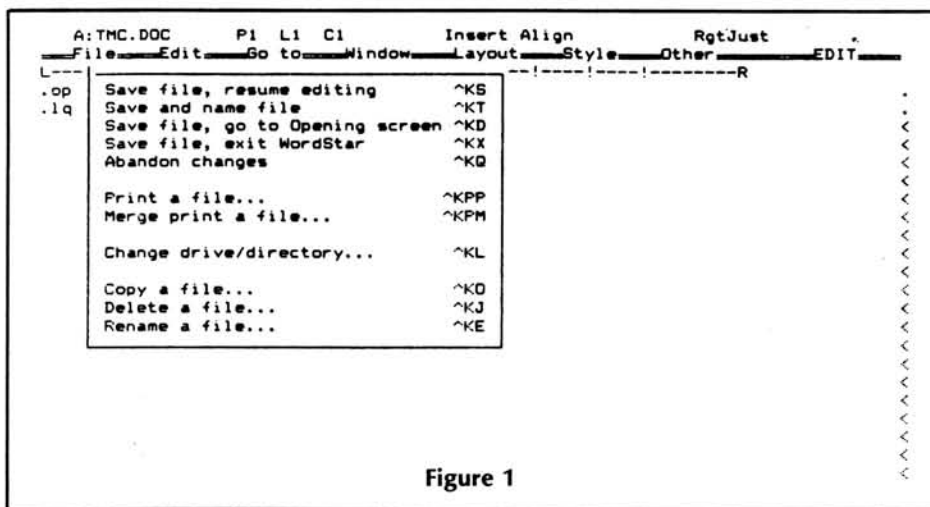 A:TMC.DOC P1 L1 C1 Insert Align RgtJust
File Edit Go to Window Layout Style Other EDIT
L----|--!----!----!--------R
.op Save file, resume editing ^KS .
.lq Save and name file ^KT .
Save file, go to Opening screen ^KD <
Save file, exit WordStar ^KX <
Abandon changes ^KQ <
<
Print a file... ^KPP <
Merge print a file... ^KPM <
<
Change drive/directory... ^KL <
<
Copy a file... ^KO <
Delete a file... ^KJ <
Rename a file... ^KE <
<
<
<
<
<
<
<
Figure 1 <